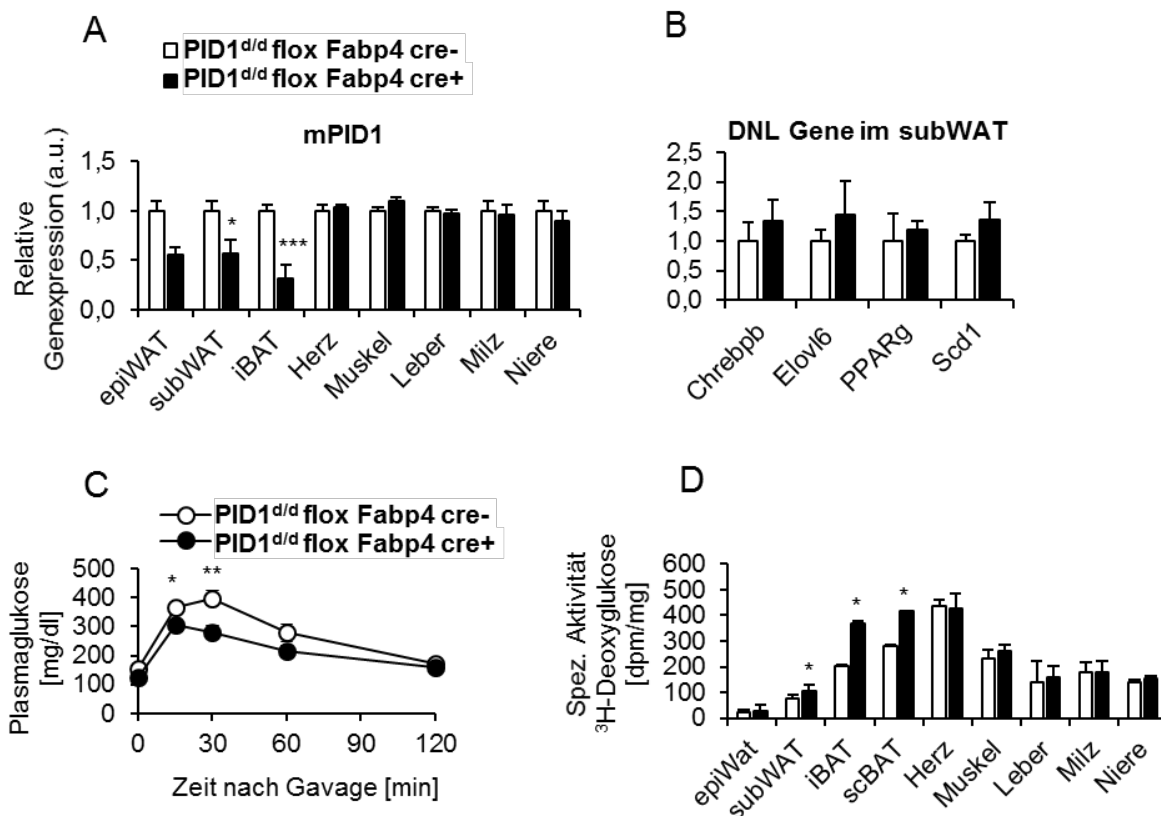 A
PID1d/d flox Fabp4 cre-
PID1d/d flox Fabp4 cre+
mPID1
Relative
Genexpression (a.u.)
1,5
1,0
0,5
0,0
*
***
epiWAT
subWAT
iBAT
Herz
Muskel
Leber
Milz
Niere
B
DNL Gene im subWAT
2,5
2,0
1,5
1,0
0,5
0,0
Chrebpb
Elovl6
PPARg
Scd1
C
PID1d/d flox Fabp4 cre-
PID1d/d flox Fabp4 cre+
Plasmaglukose
[mg/dl]
500
400
300
200
100
0
*
**
0
30
60
90
120
Zeit nach Gavage [min]
D
Spez. Aktivität
3H-Deoxyglukose
[dpm/mg]
600
500
400
300
200
100
0
*
*
*
epiWat
subWAT
iBAT
scBAT
Herz
Muskel
Leber
Milz
Niere